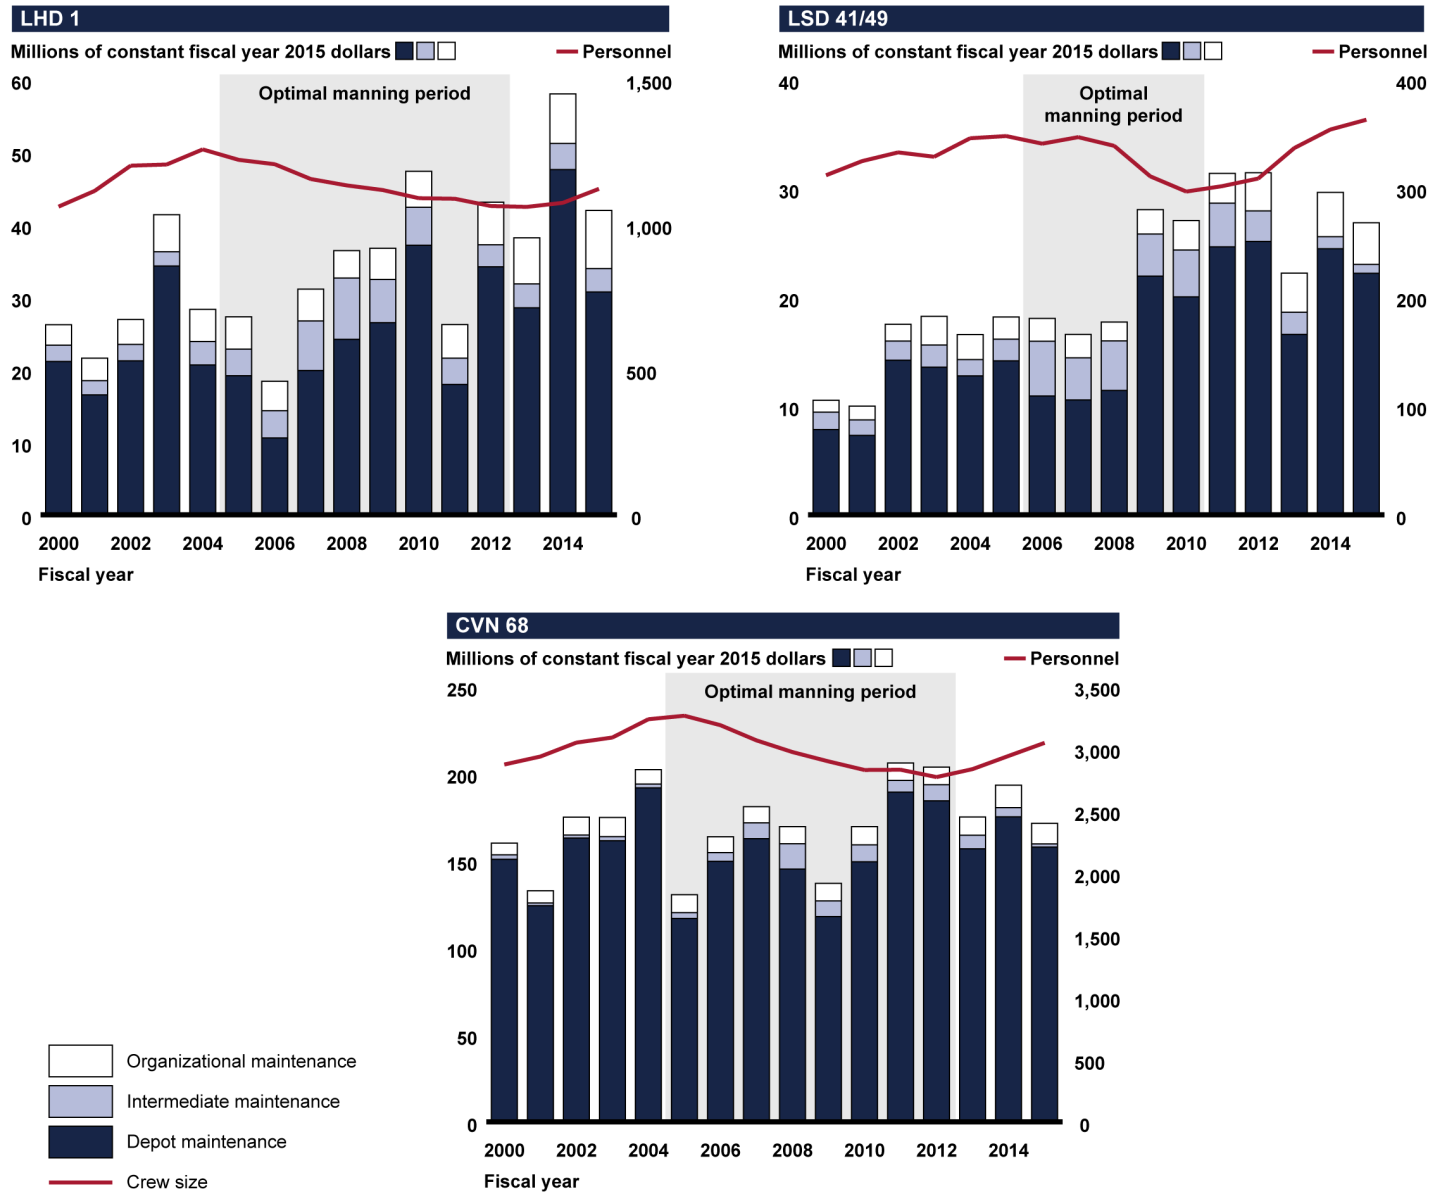 LHD 1
Millions of constant fiscal year 2015 dollars
Personnel
60
1,500
Optimal manning period
50
40
1,000
30
20
500
10
0
0
2000 2002 2004 2006 2008 2010 2012 2014
Fiscal year
LSD 41/49
Millions of constant fiscal year 2015 dollars
Personnel
40
400
Optimal
manning period
30
300
20
200
10
100
0
0
2000 2002 2004 2006 2008 2010 2012 2014
Fiscal year
CVN 68
Millions of constant fiscal year 2015 dollars
Personnel
250
3,500
Optimal manning period
3,000
200
2,500
150
2,000
100
1,500
1,000
50
500
0
0
2000 2002 2004 2006 2008 2010 2012 2014
Fiscal year
Organizational maintenance
Intermediate maintenance
Depot maintenance
Crew size